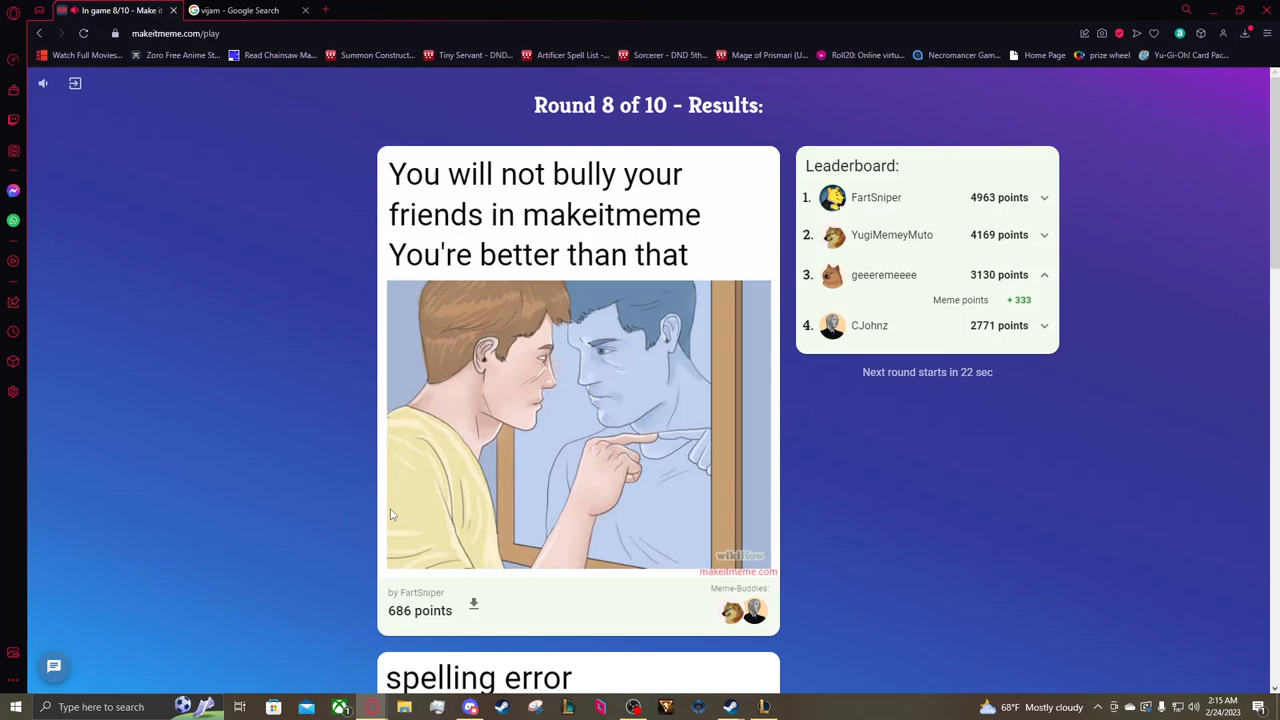 In game 8/10 - Make it
vijam - Google Search
makeitmeme.com/play
Watch Full Movies...
Zoro Free Anime St...
Read Chainsaw Ma...
Summon Construct...
Tiny Servant - DND...
Artificer Spell List -...
Sorcerer - DND 5th...
Mage of Prismari (U...
Roll20: Online virtu...
Necromancer Gam...
Home Page
prize wheel
Yu-Gi-Oh! Card Pac...
Round 8 of 10 - Results:
You will not bully your
friends in makeitmeme
You're better than that
wikiHow
makeitmeme.com
by FartSniper
686 points
Meme-Buddies:
spelling error
Leaderboard:
1. FartSniper 4963 points
2. YugiMemeyMuto 4169 points
3. geeeremeeee 3130 points
Meme points + 333
4. CJohnz 2771 points
Next round starts in 22 sec
Type here to search
68°F Mostly cloudy
2:15 AM
2/24/2023